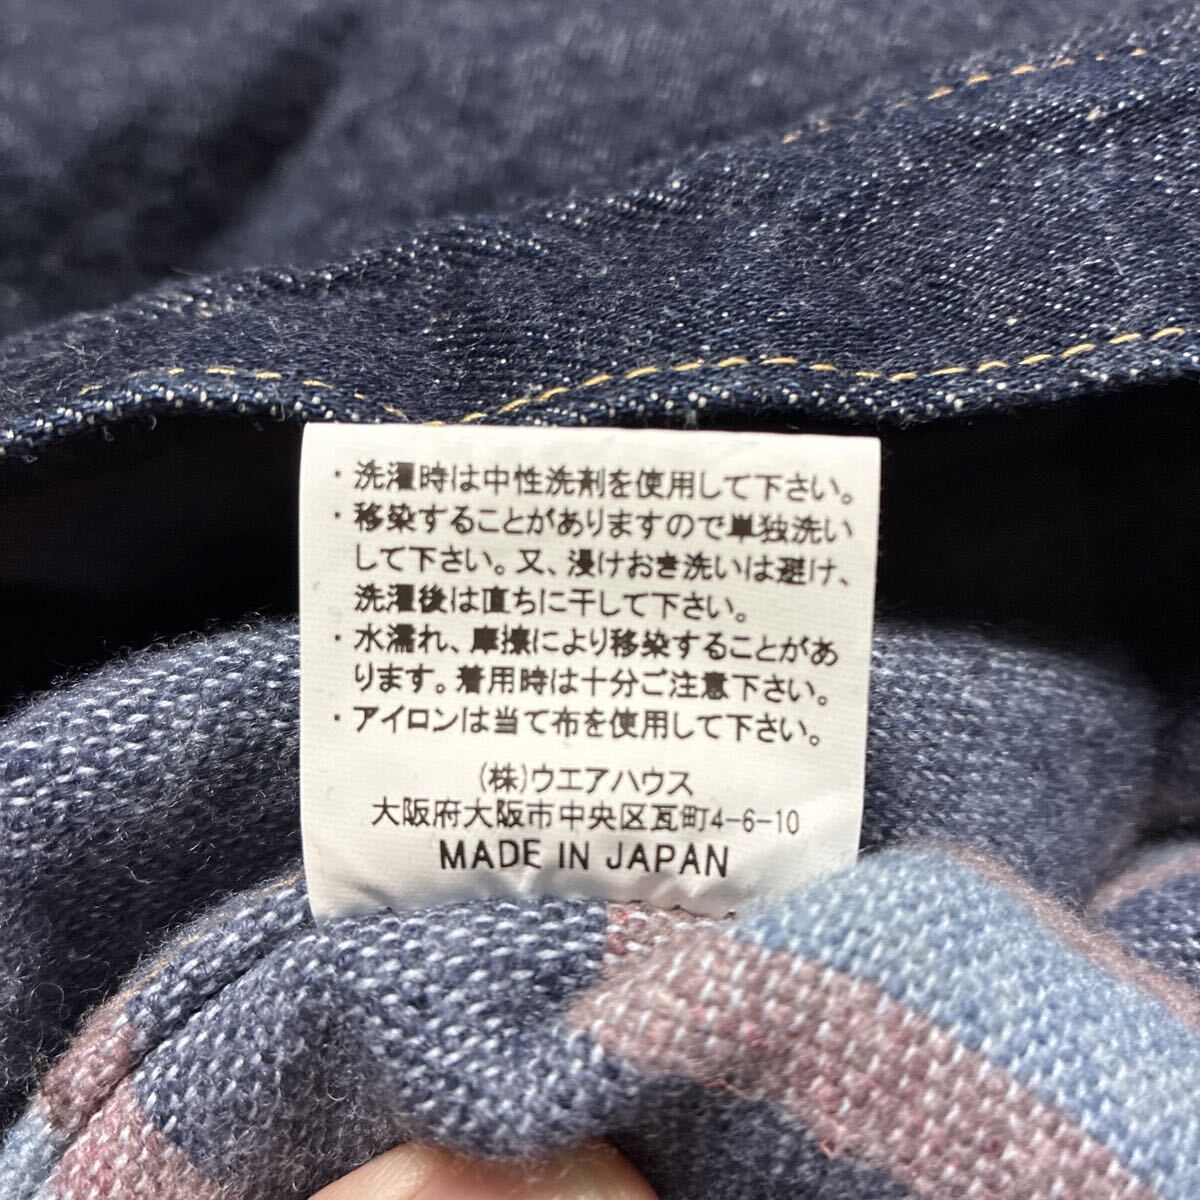 ・洗濯時は中性洗剤を使用して下さい。
・移染することがありますので単独洗い
して下さい。又、浸けおき洗いは避け、
洗濯後は直ちに干して下さい。
・水濡れ、摩擦により移染することがあ
ります。着用時は十分ご注意下さい。
・アイロンは当て布を使用して下さい。
(株)ウエアハウス
大阪府大阪市中央区瓦町4-6-10
MADE IN JAPAN